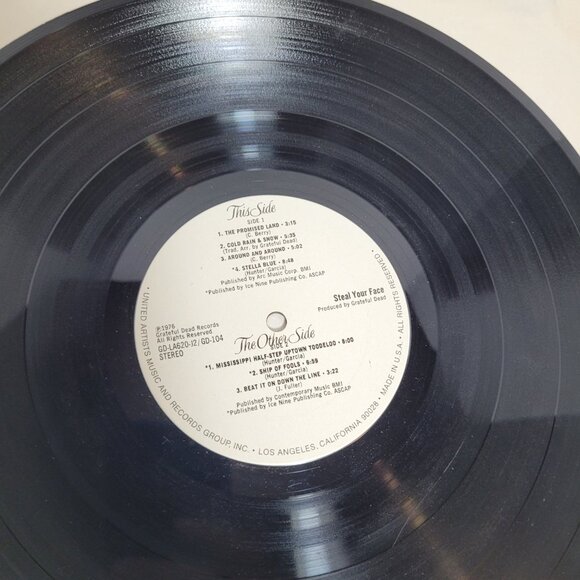 This Side
SIDE 1
1. THE PROMISED LAND - 3:15
(C. Berry)
2. COLD RAIN & SNOW - 5:35
(Trad. Arr. by Grateful Dead)
3. AROUND AND AROUND - 5:02
(C. Berry)
*4. STELLA BLUE - 8:48
(Hunter/Garcia)
Published by Arc Music Corp. BMI
*Published by Ice Nine Publishing Co. ASCAP
Steal Your Face
Produced by Grateful Dead
℗1976
Grateful Dead Records
All Rights Reserved
GD-LA620-J2/GD-104
STEREO
The Other Side
SIDE 2
*1. MISSISSIPPI HALF-STEP UPTOWN TOODELOO - 8:00
(Hunter/Garcia)
*2. SHIP OF FOOLS - 6:59
(Hunter/Garcia)
3. BEAT IT ON DOWN THE LINE - 3:22
(J. Fuller)
Published by Contemporary Music BMI
*Published by Ice Nine Publishing Co. ASCAP
• UNITED ARTISTS MUSIC AND RECORDS GROUP, INC. • LOS ANGELES, CALIFORNIA 90028 • MADE IN U.S.A. • ALL RIGHTS RESERVED.